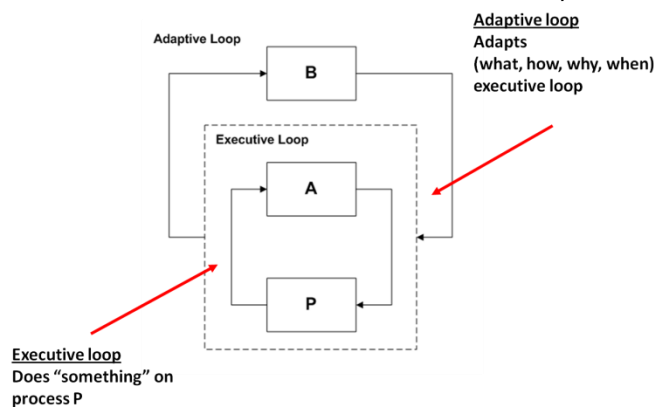 Adaptive loop
Adapts
(what, how, why, when)
executive loop
Adaptive Loop
B
Executive Loop
A
P
Executive loop
Does “something” on
process P